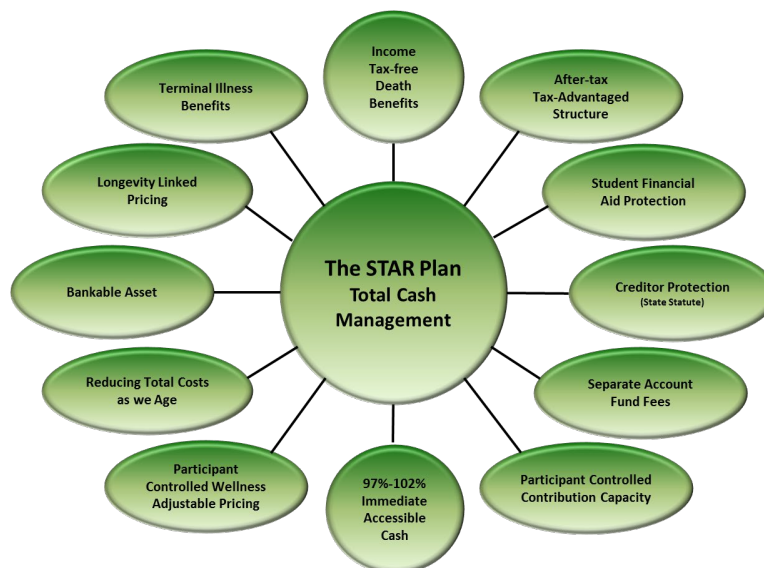 Income
Tax-free
Death
Benefits
After-tax
Tax-Advantaged
Structure
Student Financial
Aid Protection
Creditor Protection
(State Statute)
Separate Account
Fund Fees
Participant Controlled
Contribution Capacity
97%-102%
Immediate
Accessible
Cash
Participant
Controlled Wellness
Adjustable Pricing
Reducing Total Costs
as we Age
Bankable Asset
Longevity Linked
Pricing
Terminal Illness
Benefits
The STAR Plan
Total Cash
Management